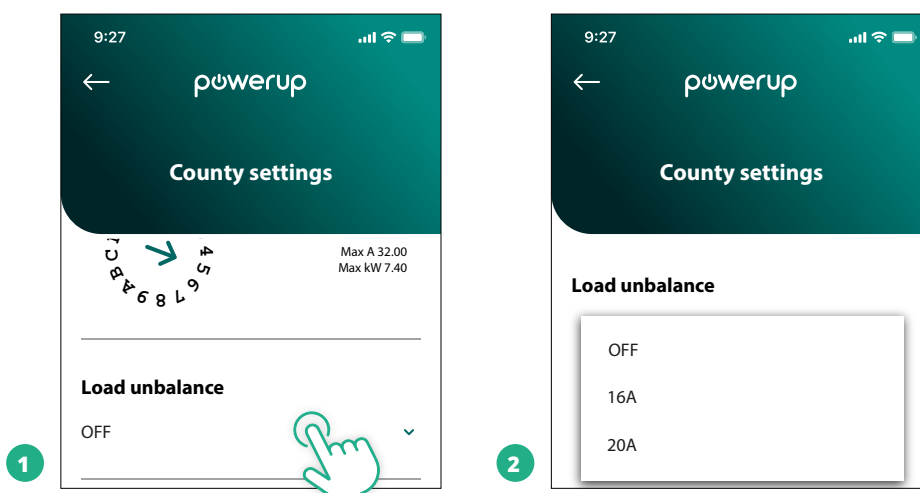 9:27
powerup
County settings
4 5 6 7 8 9 A B C
Max A 32.00
Max kW 7.40
Load unbalance
OFF
1
9:27
powerup
County settings
Load unbalance
OFF
16A
20A
2